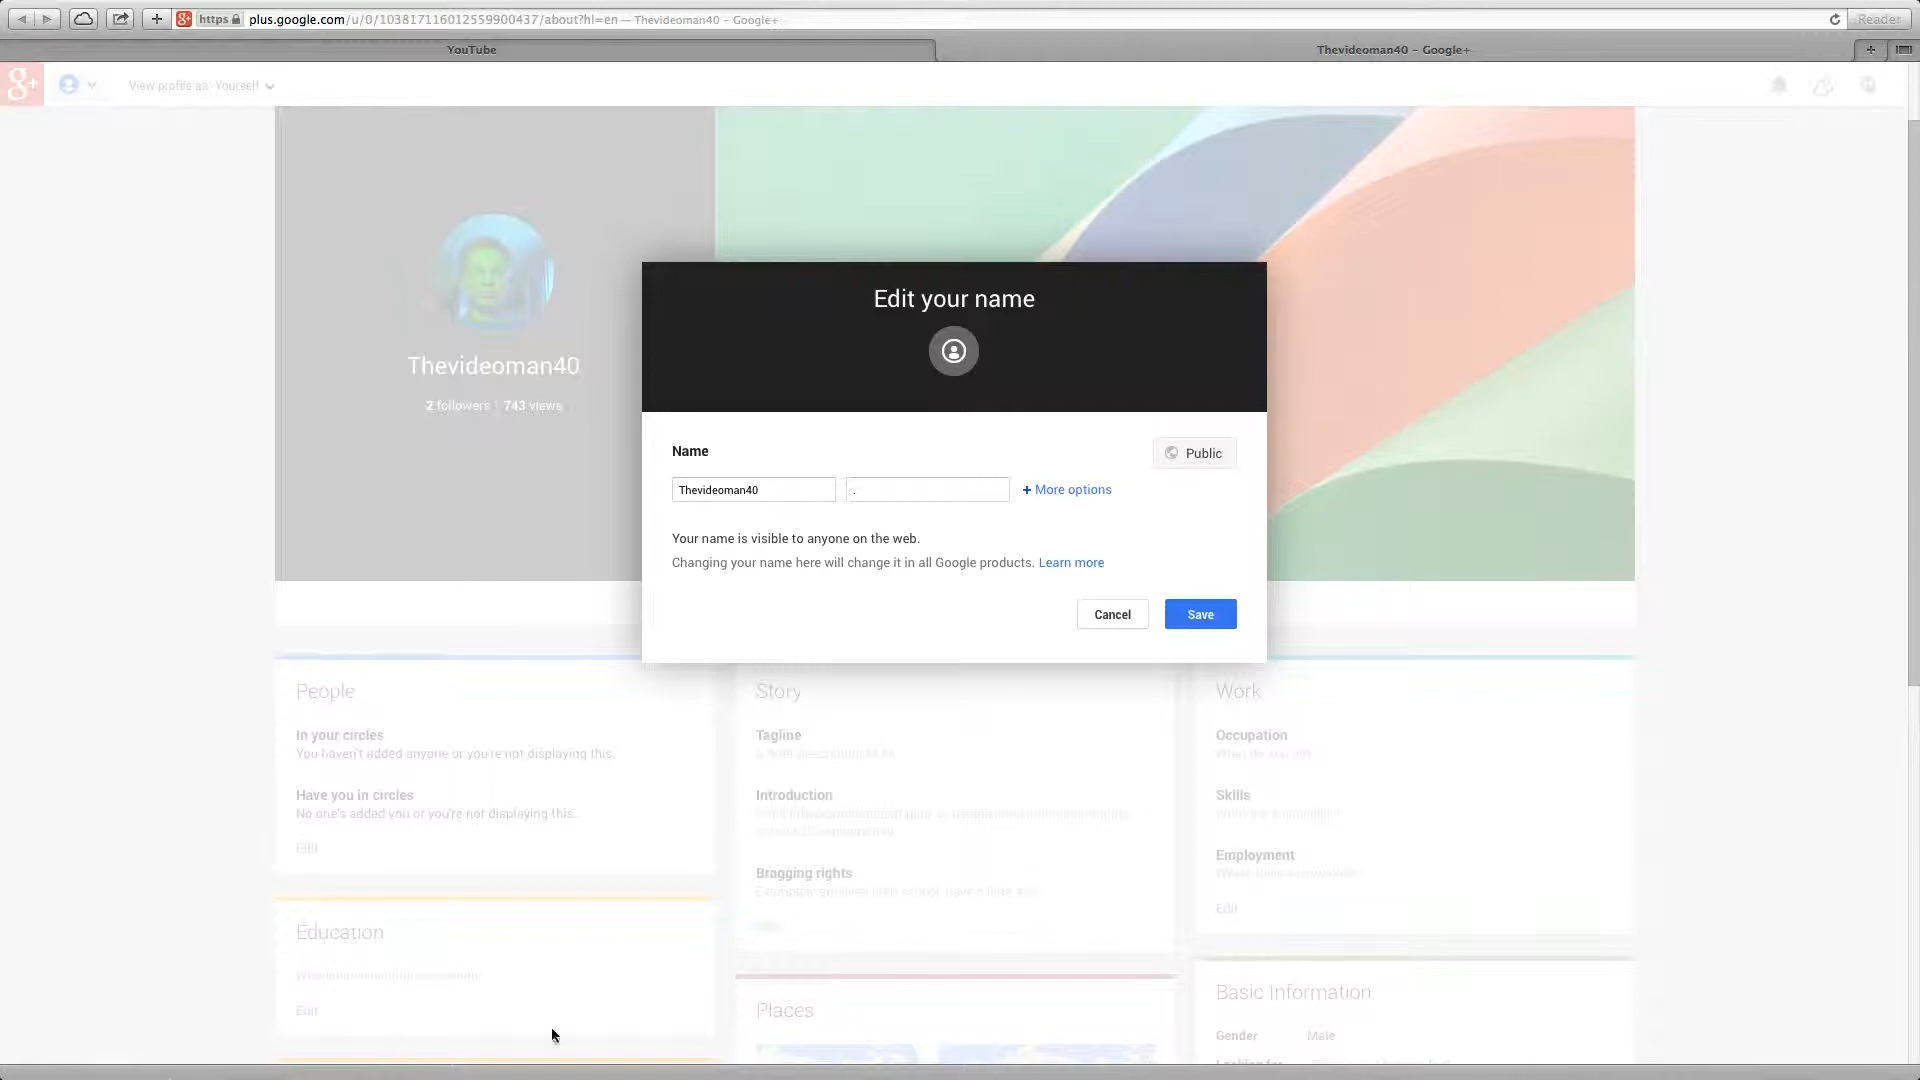 https plus.google.com/u/0/103817116012559900437/about?hl=en — Thevideoman40 – Google+
Reader
YouTube
Thevideoman40 – Google+
g+
View profile as: Yourself
Thevideoman40
2 followers | 743 views
Edit your name
Name
Public
Thevideoman40
.
+ More options
Your name is visible to anyone on the web.
Changing your name here will change it in all Google products. Learn more
Cancel
Save
People
In your circles
You haven't added anyone or you're not displaying this.
Have you in circles
No one's added you or you're not displaying this.
Edit
Story
Tagline
Introduction
Bragging rights
Work
Occupation
What do you do?
Skills
Employment
Edit
Education
Edit
Places
Basic Information
Gender
Male